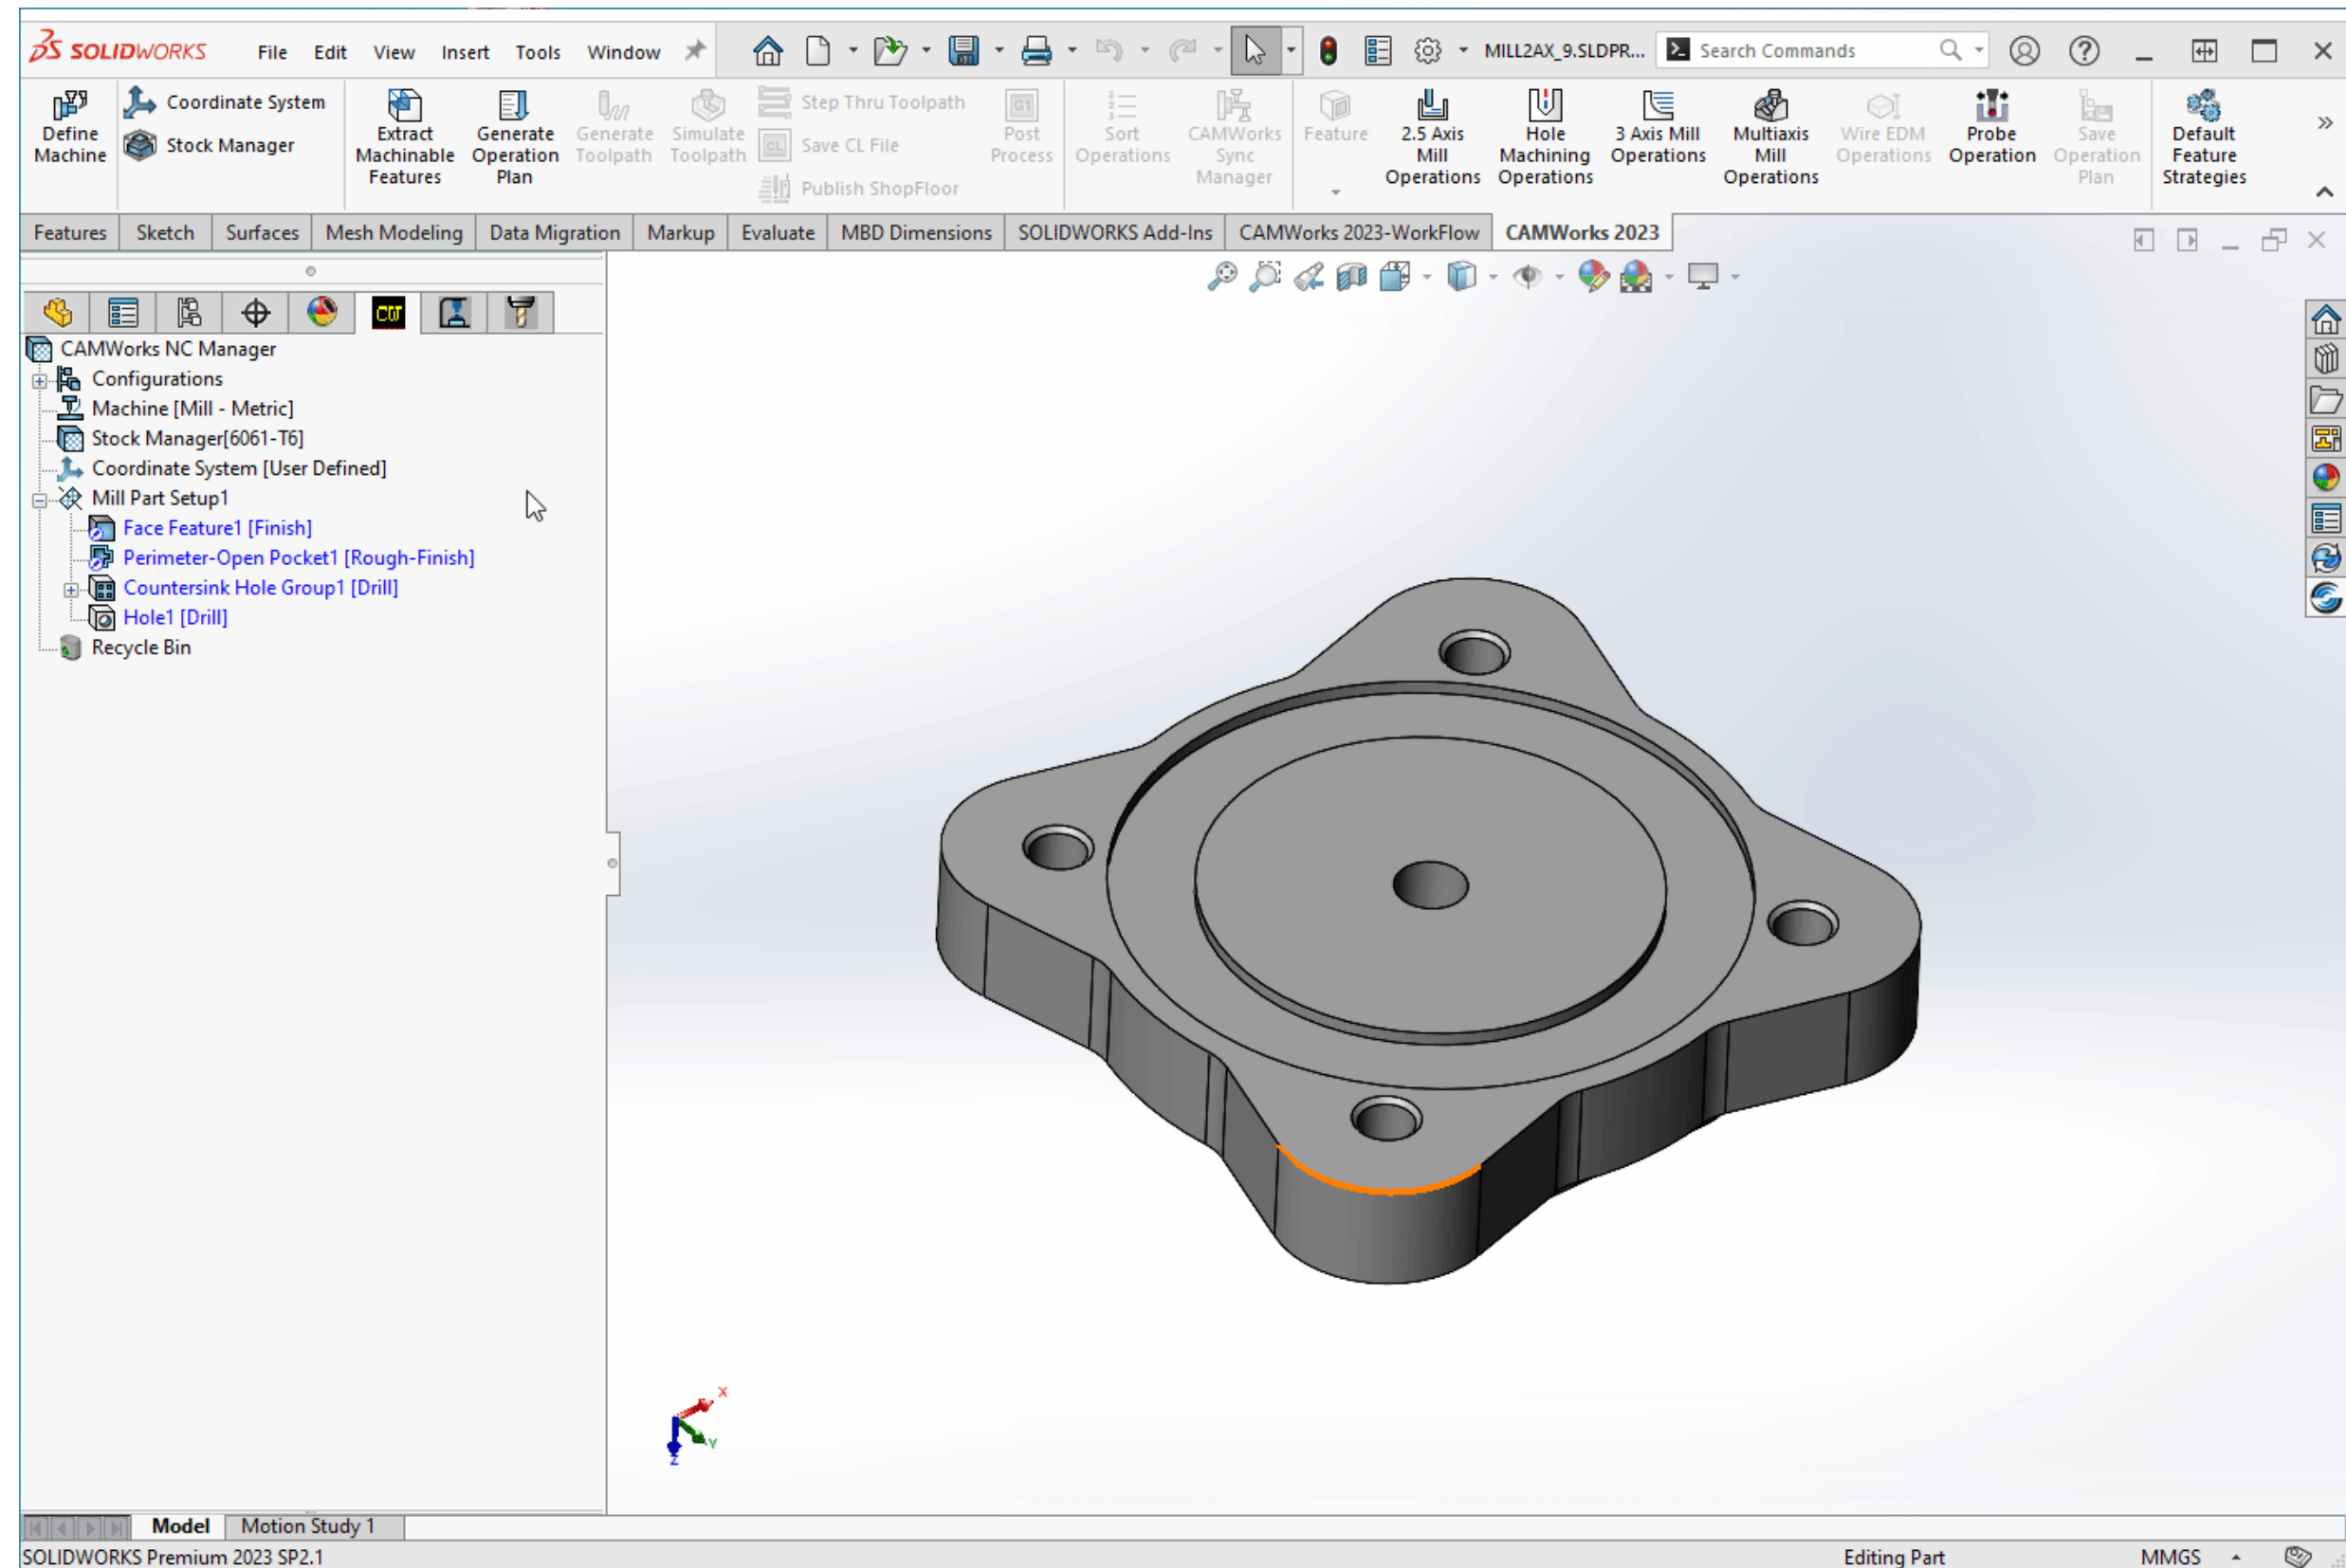 SOLIDWORKS File Edit View Insert Tools Window MILL2AX_9.SLDPR... Search Commands
Define Machine
Coordinate System
Stock Manager
Extract Machinable Features
Generate Operation Plan
Generate Toolpath
Simulate Toolpath
Step Thru Toolpath
Save CL File
Publish ShopFloor
G1
CL
Post Process
Sort Operations
CAMWorks Sync Manager
Feature
2.5 Axis Mill Operations
Hole Machining Operations
3 Axis Mill Operations
Multiaxis Mill Operations
Wire EDM Operations
Probe Operation
Save Operation Plan
Default Feature Strategies
Features Sketch Surfaces Mesh Modeling Data Migration Markup Evaluate MBD Dimensions SOLIDWORKS Add-Ins CAMWorks 2023-WorkFlow CAMWorks 2023
CAMWorks NC Manager
Configurations
Machine [Mill - Metric]
Stock Manager[6061-T6]
Coordinate System [User Defined]
Mill Part Setup1
Face Feature1 [Finish]
Perimeter-Open Pocket1 [Rough-Finish]
Countersink Hole Group1 [Drill]
Hole1 [Drill]
Recycle Bin
X
Y
Z
Model Motion Study 1
SOLIDWORKS Premium 2023 SP2.1 Editing Part MMGS